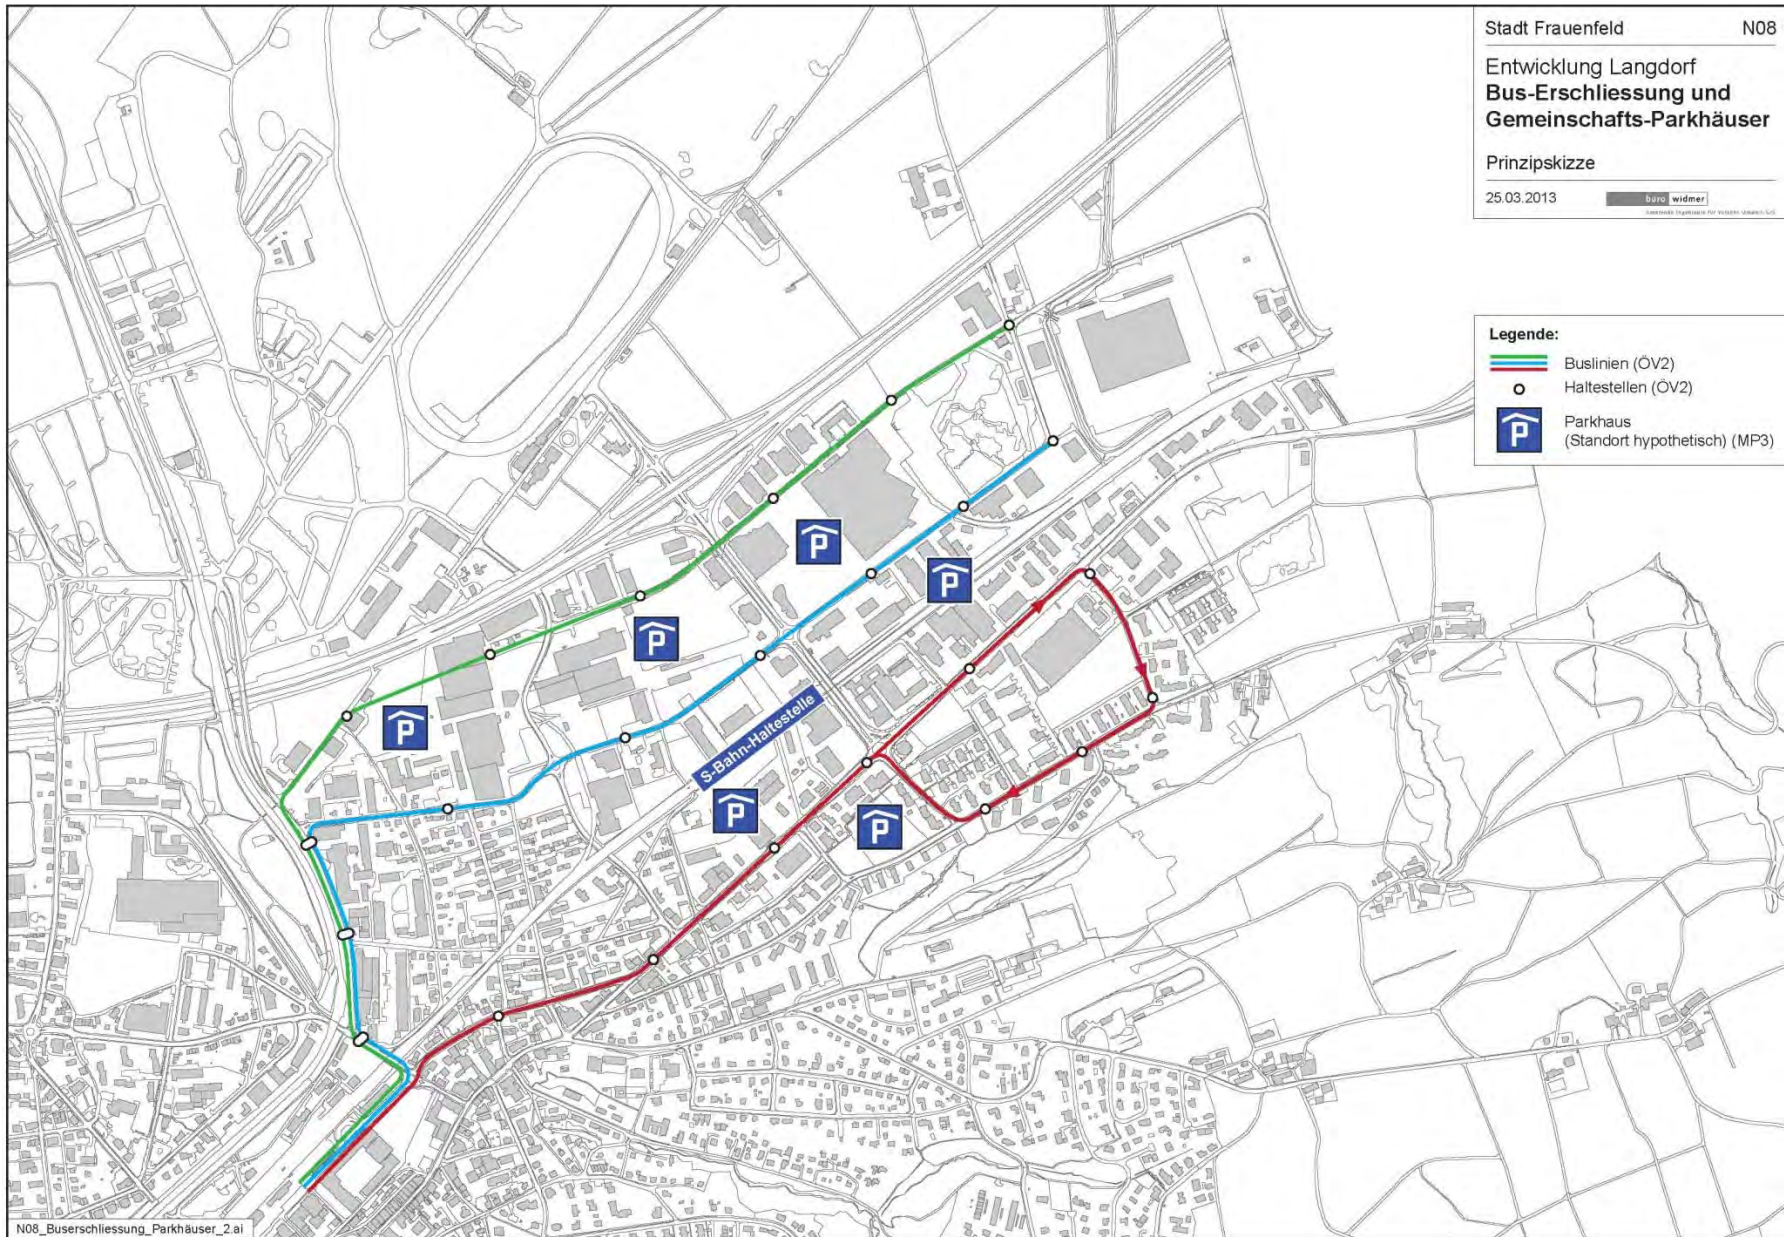 Stadt Frauenfeld N08
Entwicklung Langdorf
Bus-Erschliessung und
Gemeinschafts-Parkhäuser
Prinzipskizze
25.03.2013 büro widmer
Legende:
Buslinien (ÖV2)
Haltestellen (ÖV2)
P Parkhaus
(Standort hypothetisch) (MP3)
P
P
P
P
S-Bahn-Haltestelle
P
P
N08_Buserschliessung_Parkhäuser_2.ai